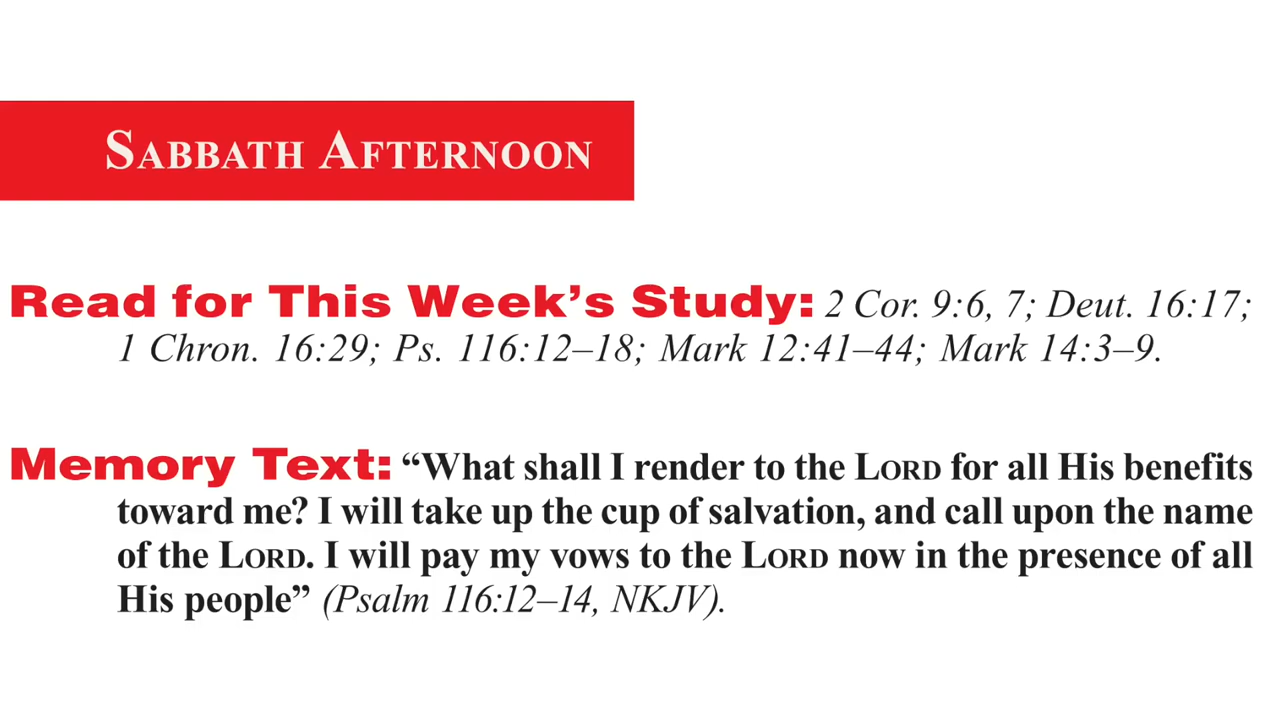 SABBATH AFTERNOON
Read for This Week’s Study: 2 Cor. 9:6, 7; Deut. 16:17;
1 Chron. 16:29; Ps. 116:12–18; Mark 12:41–44; Mark 14:3–9.
Memory Text: “What shall I render to the LORD for all His benefits
toward me? I will take up the cup of salvation, and call upon the name
of the LORD. I will pay my vows to the LORD now in the presence of all
His people” (Psalm 116:12–14, NKJV).